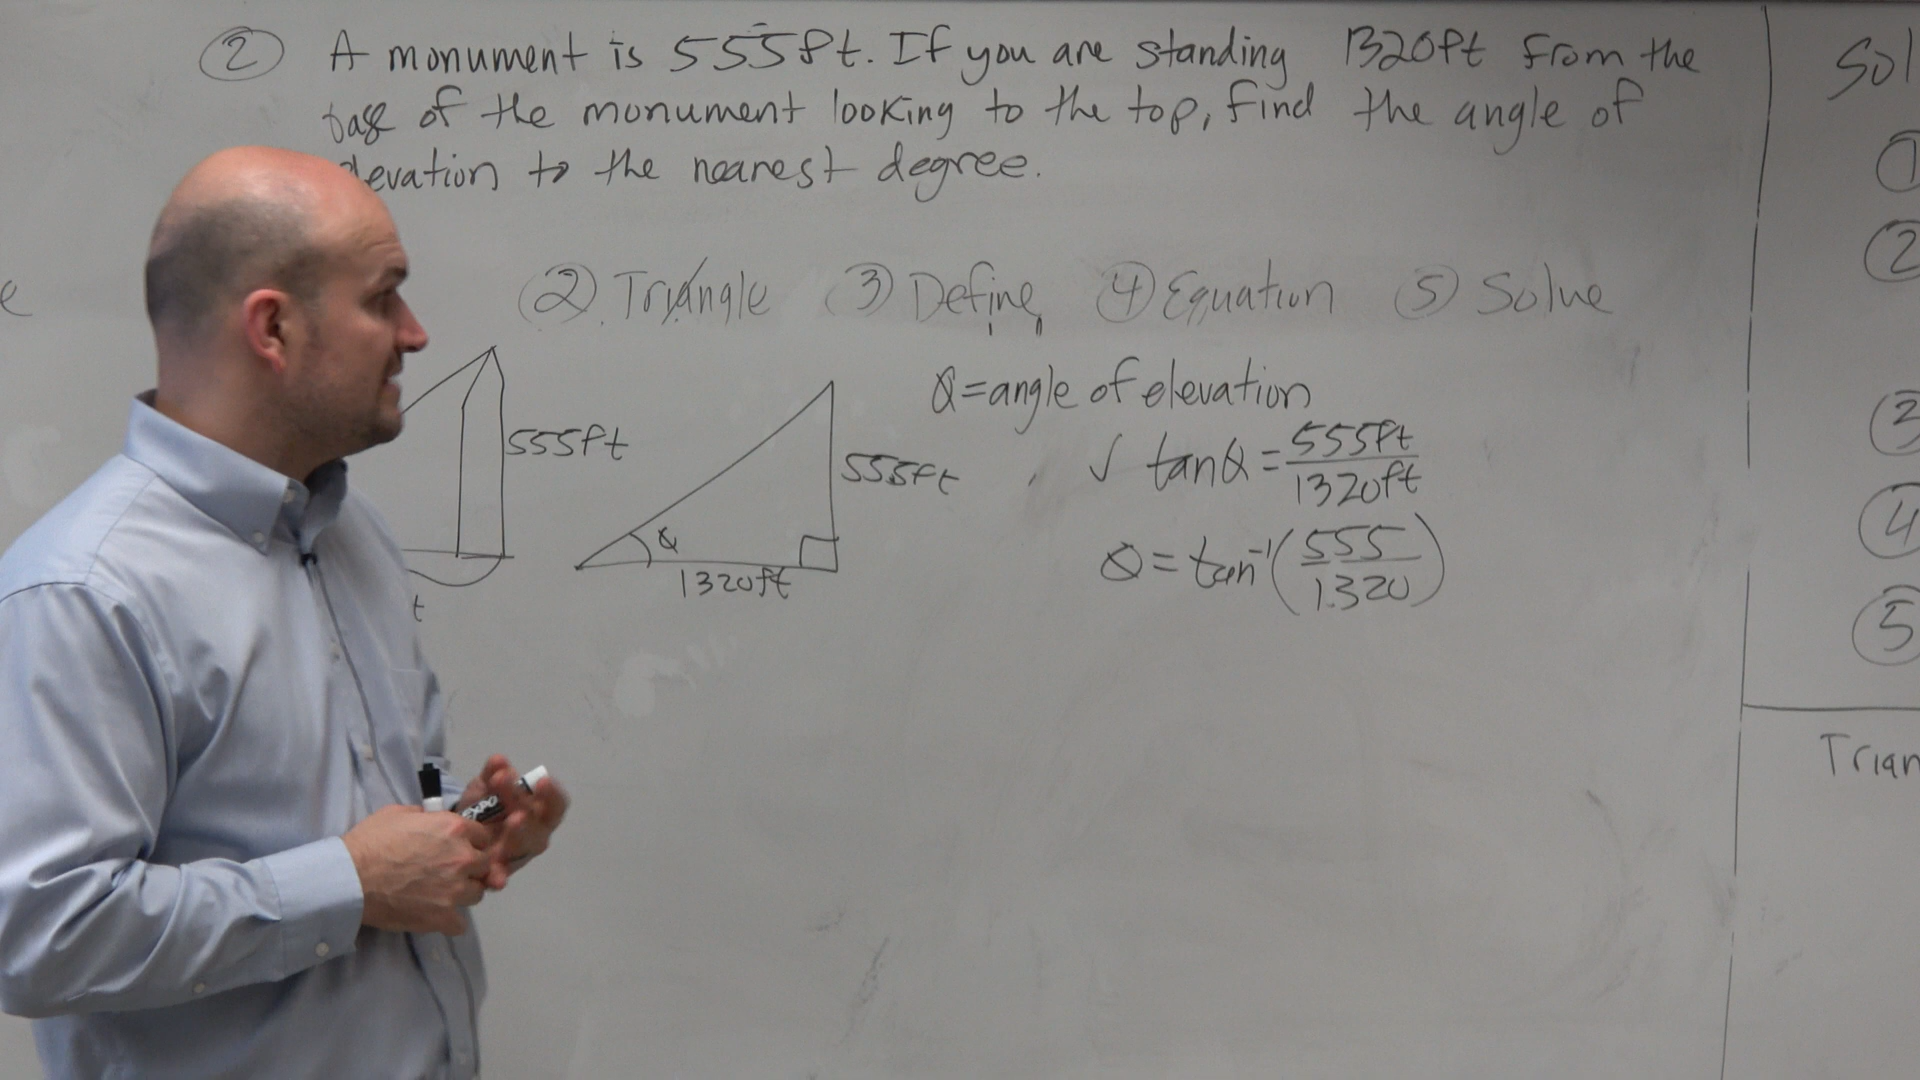 ② A monument is 555ft. If you are standing 1320ft from the
base of the monument looking to the top, find the angle of
levation to the nearest degree.
e ② Triangle ③ Define ④ Equation ⑤ Solve
θ=angle of elevation
555ft
555ft
✓ tanθ = 555ft/1320ft
θ
1320ft
t
θ = tan⁻¹(555/1320)
EXPO
Sol
①
②
③
④
⑤
Trian